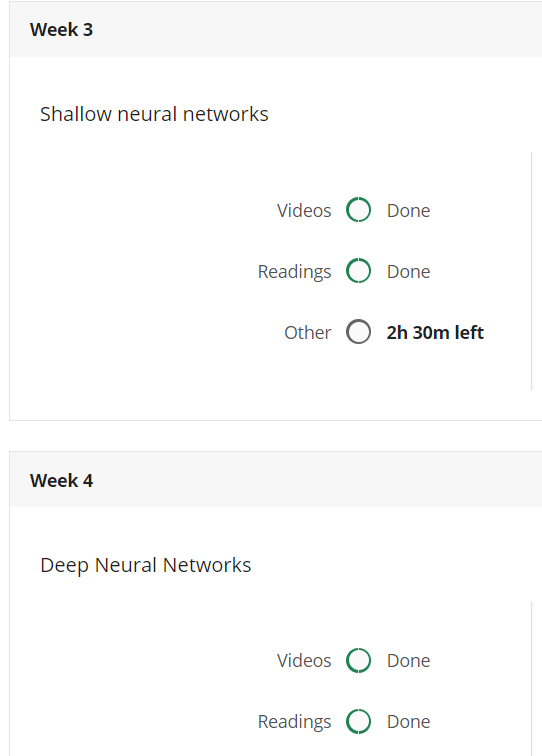 Week 3
Shallow neural networks
Videos Done
Readings Done
Other 2h 30m left
Week 4
Deep Neural Networks
Videos Done
Readings Done